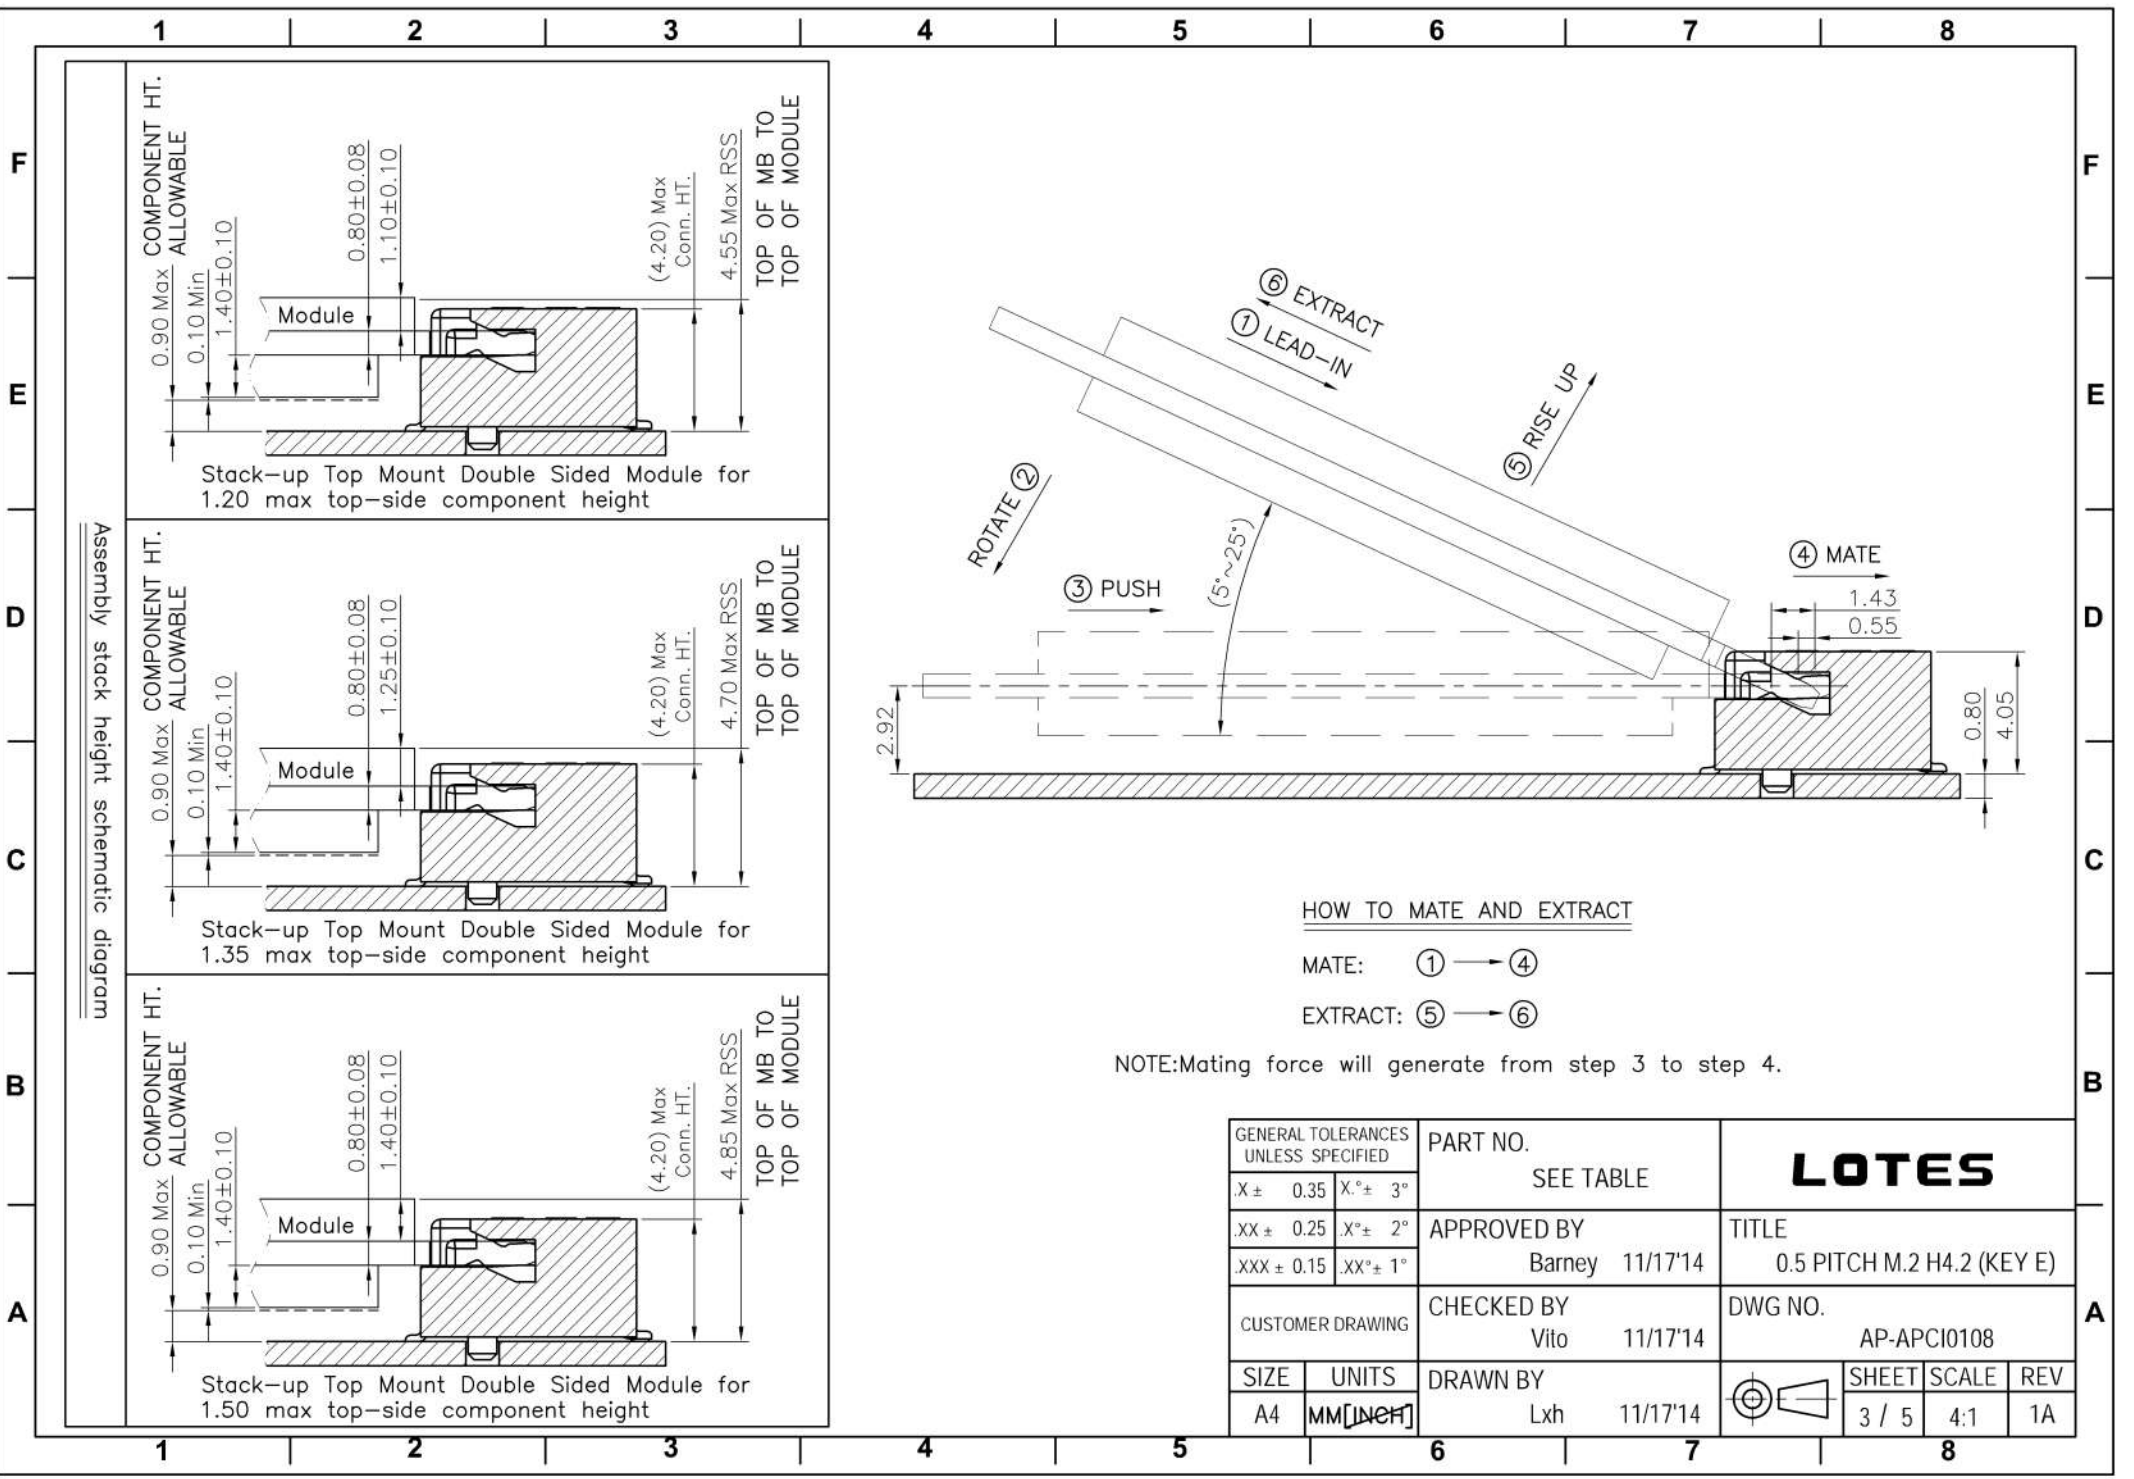 1 2 3 4 5 6 7 8
F
E
D
C
B
A
F
E
D
C
B
A
1 2 3 4 5 6 7 8
Assembly stack height schematic diagram
COMPONENT HT.
ALLOWABLE
0.90 Max
0.10 Min
1.40±0.10
0.80±0.08
1.10±0.10
(4.20) Max
Conn. HT.
4.55 Max RSS
TOP OF MB TO
TOP OF MODULE
Module
Stack-up Top Mount Double Sided Module for
1.20 max top-side component height
COMPONENT HT.
ALLOWABLE
0.90 Max
0.10 Min
1.40±0.10
0.80±0.08
1.25±0.10
(4.20) Max
Conn. HT.
4.70 Max RSS
TOP OF MB TO
TOP OF MODULE
Module
Stack-up Top Mount Double Sided Module for
1.35 max top-side component height
COMPONENT HT.
ALLOWABLE
0.90 Max
0.10 Min
1.40±0.10
0.80±0.08
1.40±0.10
(4.20) Max
Conn. HT.
4.85 Max RSS
TOP OF MB TO
TOP OF MODULE
Module
Stack-up Top Mount Double Sided Module for
1.50 max top-side component height
⑥ EXTRACT
① LEAD-IN
⑤ RISE UP
ROTATE ②
(5°~25°)
③ PUSH
④ MATE
1.43
0.55
2.92
0.80
4.05
HOW TO MATE AND EXTRACT
MATE: ① → ④
EXTRACT: ⑤ → ⑥
NOTE:Mating force will generate from step 3 to step 4.
GENERAL TOLERANCES
UNLESS SPECIFIED
.X ± 0.35 X.°± 3°
.XX ± 0.25 .X°± 2°
.XXX ± 0.15 .XX°± 1°
CUSTOMER DRAWING
SIZE UNITS
A4 MM[INCH]
PART NO.
SEE TABLE
APPROVED BY
Barney 11/17'14
CHECKED BY
Vito 11/17'14
DRAWN BY
Lxh 11/17'14
LOTES
TITLE
0.5 PITCH M.2 H4.2 (KEY E)
DWG NO.
AP-APCI0108
SHEET SCALE REV
3 / 5 4:1 1A